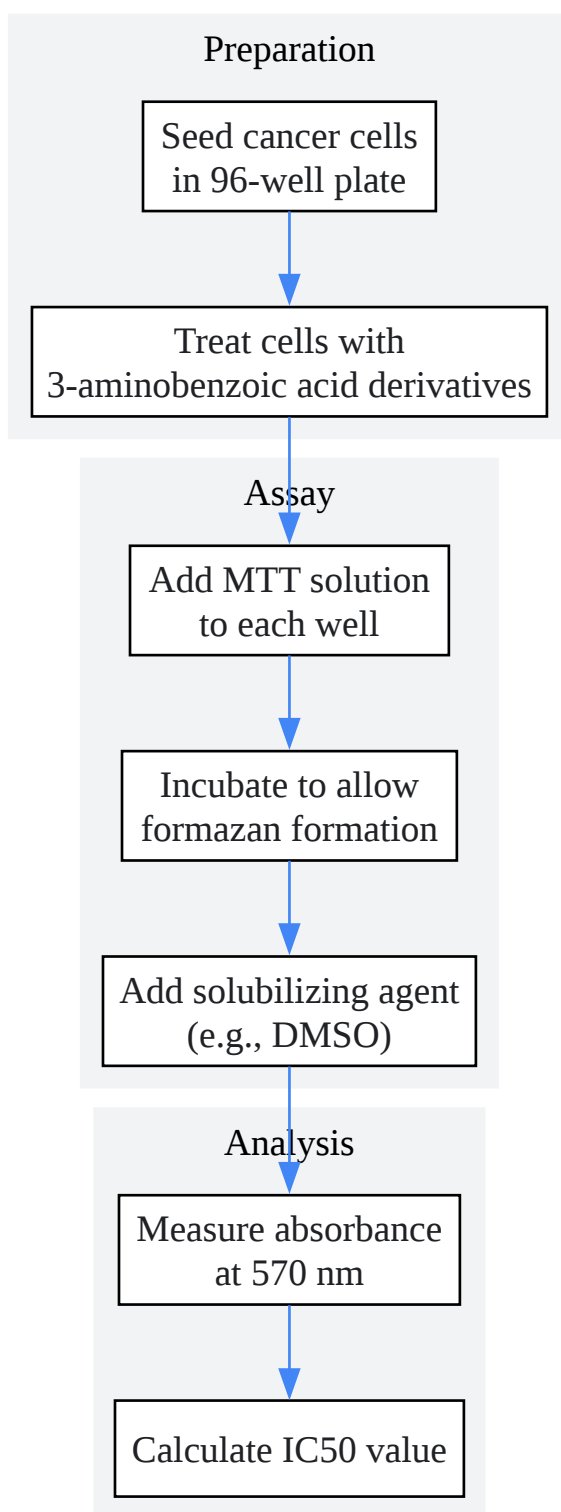 Preparation
Seed cancer cells
in 96-well plate
Treat cells with
3-aminobenzoic acid derivatives
Assay
Add MTT solution
to each well
Incubate to allow
formazan formation
Add solubilizing agent
(e.g., DMSO)
Analysis
Measure absorbance
at 570 nm
Calculate IC50 value